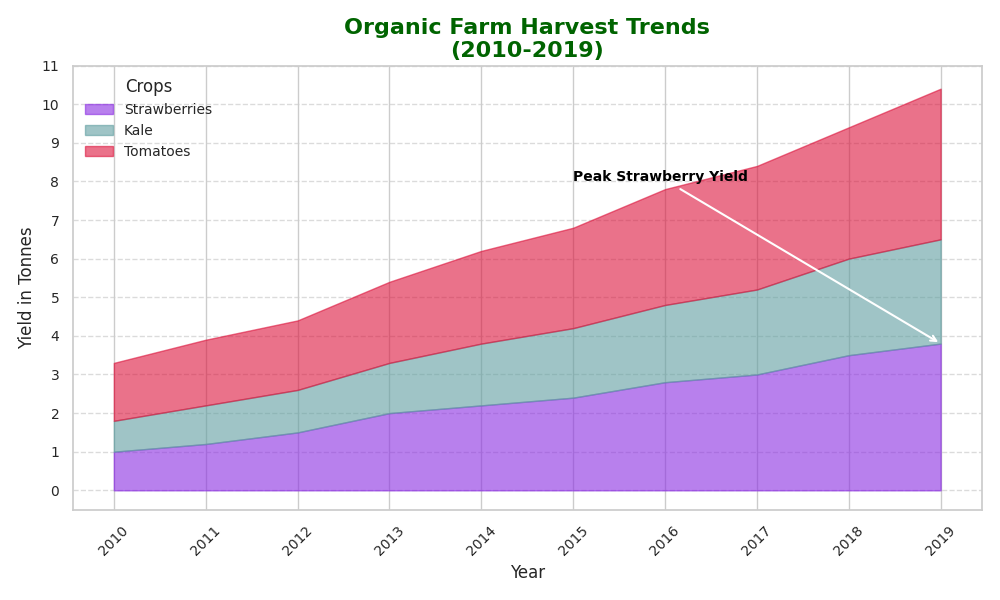 Organic Farm Harvest Trends
(2010-2019)
Crops
Strawberries
Kale
Tomatoes
Peak Strawberry Yield
Yield in Tonnes
11
10
9
8
7
6
5
4
3
2
1
0
2010
2011
2012
2013
2014
2015
2016
2017
2018
2019
Year